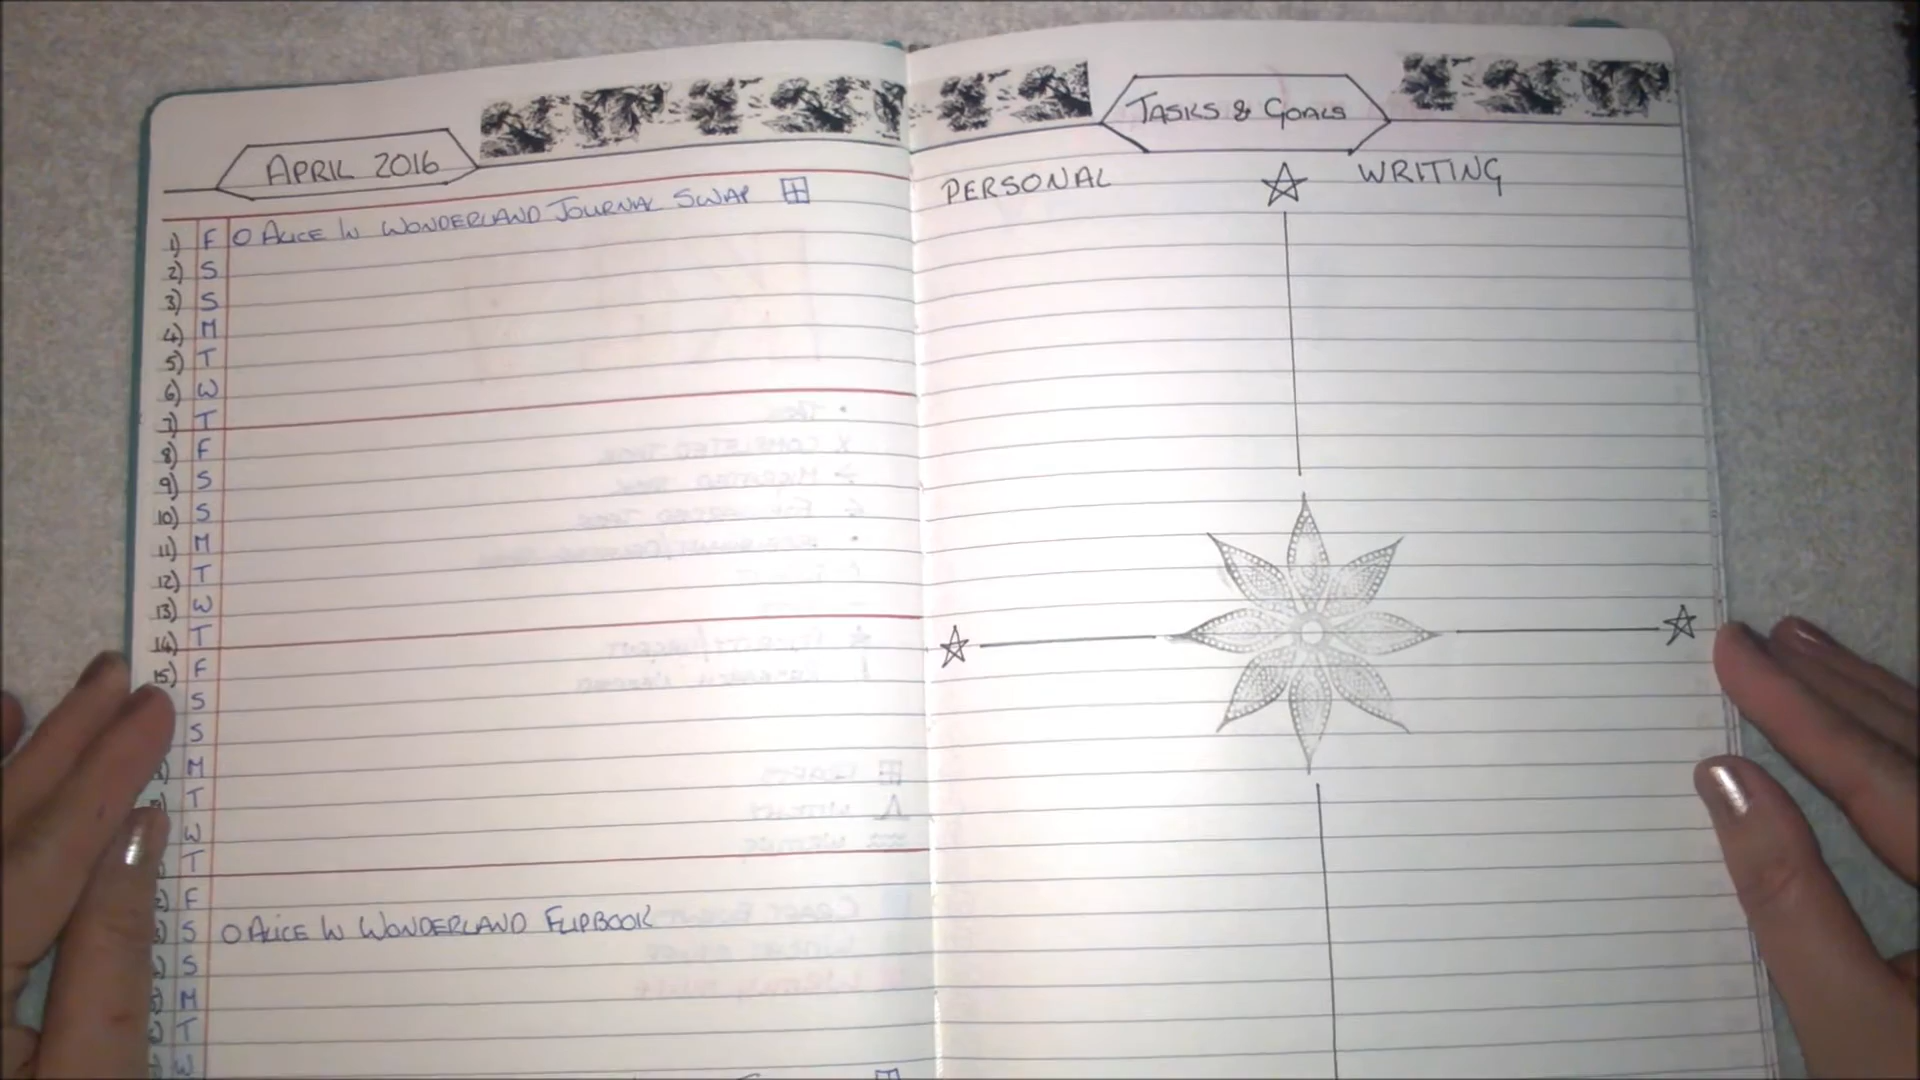 APRIL 2016
1) F O ALICE IN WONDERLAND JOURNAL SWAP
2) S
3) S
4) M
5) T
6) W
7) T
8) F
9) S
10) S
11) M
12) T
13) W
14) T
15) F
S
S
M
T
W
T
F
S O ALICE IN WONDERLAND FLIPBOOK
S
M
T
W
TASKS & GOALS
PERSONAL
WRITING